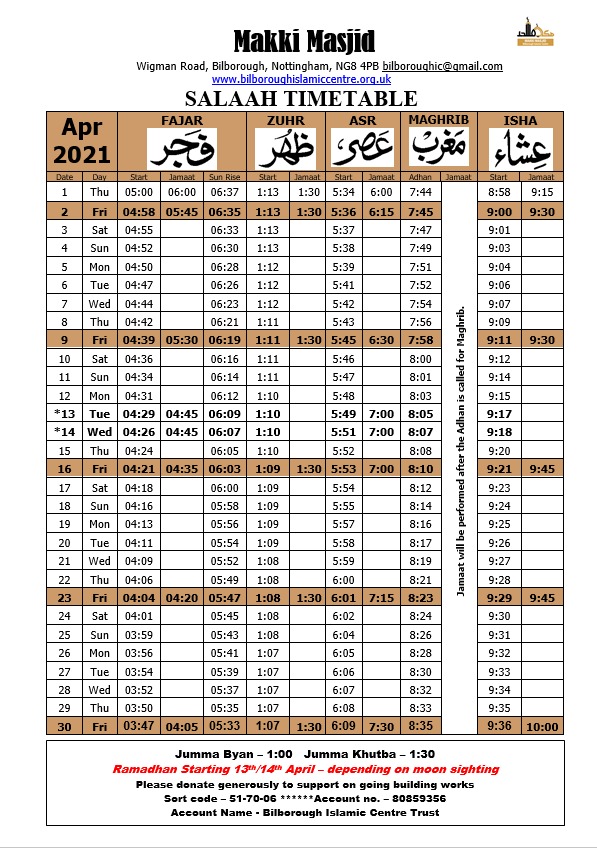 Makki Masjid
Wigman Road, Bilborough, Nottingham, NG8 4PB bilboroughic@gmail.com
www.bilboroughislamiccentre.org.uk
SALAAH TIMETABLE
Apr 2021 FAJAR ZUHR ASR MAGHRIB ISHA
فَجَر ظُهر عَصر مَغرب عِشاء
Date Day Start Jamaat Sun Rise Start Jamaat Start Jamaat Adhan Jamaat Start Jamaat
1 Thu 05:00 06:00 06:37 1:13 1:30 5:34 6:00 7:44 8:58 9:15
2 Fri 04:58 05:45 06:35 1:13 1:30 5:36 6:15 7:45 9:00 9:30
3 Sat 04:55 06:33 1:13 5:37 7:47 9:01
4 Sun 04:52 06:30 1:13 5:38 7:49 9:03
5 Mon 04:50 06:28 1:12 5:39 7:51 9:04
6 Tue 04:47 06:26 1:12 5:41 7:52 9:06
7 Wed 04:44 06:23 1:12 5:42 7:54 9:07
8 Thu 04:42 06:21 1:11 5:43 7:56 9:09
9 Fri 04:39 05:30 06:19 1:11 1:30 5:45 6:30 7:58 9:11 9:30
10 Sat 04:36 06:16 1:11 5:46 8:00 9:12
11 Sun 04:34 06:14 1:11 5:47 8:01 9:14
12 Mon 04:31 06:12 1:10 5:48 8:03 9:15
*13 Tue 04:29 04:45 06:09 1:10 5:49 7:00 8:05 9:17
*14 Wed 04:26 04:45 06:07 1:10 5:51 7:00 8:07 9:18
15 Thu 04:24 06:05 1:10 5:52 8:08 9:20
16 Fri 04:21 04:35 06:03 1:09 1:30 5:53 7:00 8:10 9:21 9:45
17 Sat 04:18 06:00 1:09 5:54 8:12 9:23
18 Sun 04:16 05:58 1:09 5:55 8:14 9:24
19 Mon 04:13 05:56 1:09 5:57 8:16 9:25
20 Tue 04:11 05:54 1:09 5:58 8:17 9:26
21 Wed 04:09 05:52 1:08 5:59 8:19 9:27
22 Thu 04:06 05:49 1:08 6:00 8:21 9:28
23 Fri 04:04 04:20 05:47 1:08 1:30 6:01 7:15 8:23 9:29 9:45
24 Sat 04:01 05:45 1:08 6:02 8:24 9:30
25 Sun 03:59 05:43 1:08 6:04 8:26 9:31
26 Mon 03:56 05:41 1:07 6:05 8:28 9:32
27 Tue 03:54 05:39 1:07 6:06 8:30 9:33
28 Wed 03:52 05:37 1:07 6:07 8:32 9:34
29 Thu 03:50 05:35 1:07 6:08 8:33 9:35
30 Fri 03:47 04:05 05:33 1:07 1:30 6:09 7:30 8:35 9:36 10:00
Jamaat will be performed after the Adhan is called for Maghrib.
Jumma Byan – 1:00 Jumma Khutba – 1:30
Ramadhan Starting 13th/14th April – depending on moon sighting
Please donate generously to support on going building works
Sort code – 51-70-06 ******Account no. – 80859356
Account Name - Bilborough Islamic Centre Trust